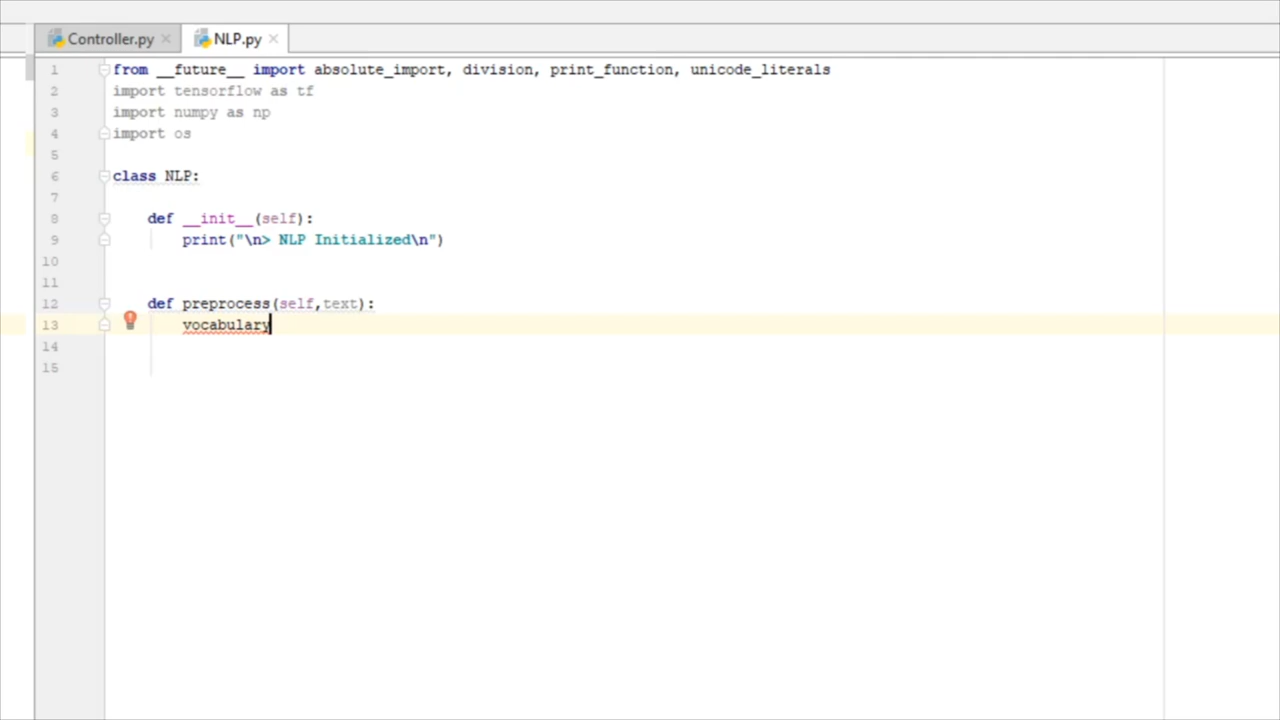 Controller.py NLP.py
1 from __future__ import absolute_import, division, print_function, unicode_literals
2 import tensorflow as tf
3 import numpy as np
4 import os
5
6 class NLP:
7
8 def __init__(self):
9 print("\n> NLP Initialized\n")
10
11
12 def preprocess(self,text):
13 vocabulary
14
15